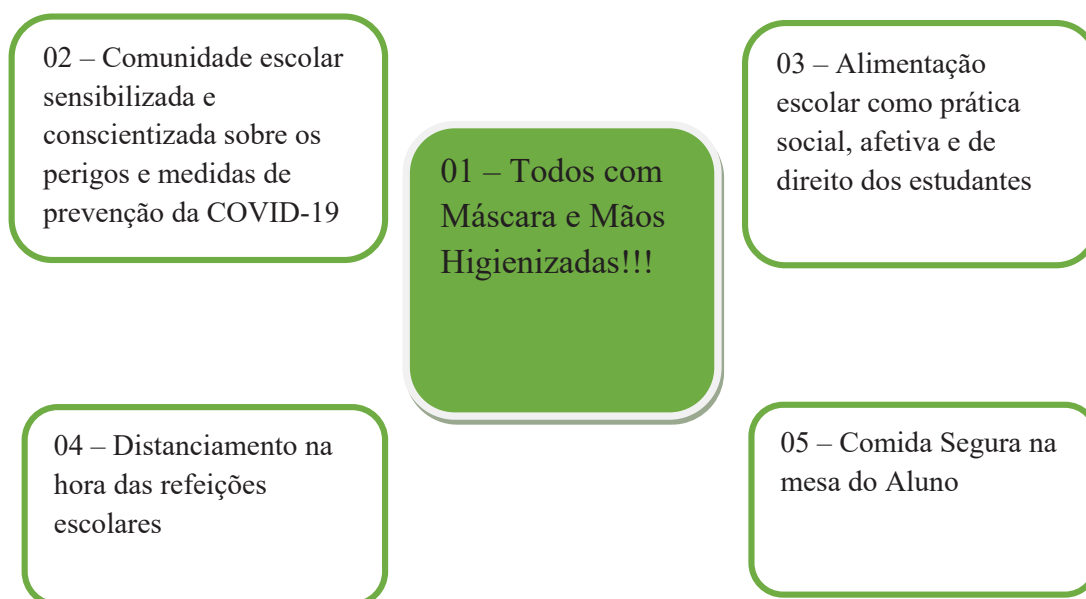 02 – Comunidade escolar
sensibilizada e
conscientizada sobre os
perigos e medidas de
prevenção da COVID-19
03 – Alimentação
escolar como prática
social, afetiva e de
direito dos estudantes
01 – Todos com
Máscara e Mãos
Higienizadas!!!
04 – Distanciamento na
hora das refeições
escolares
05 – Comida Segura na
mesa do Aluno